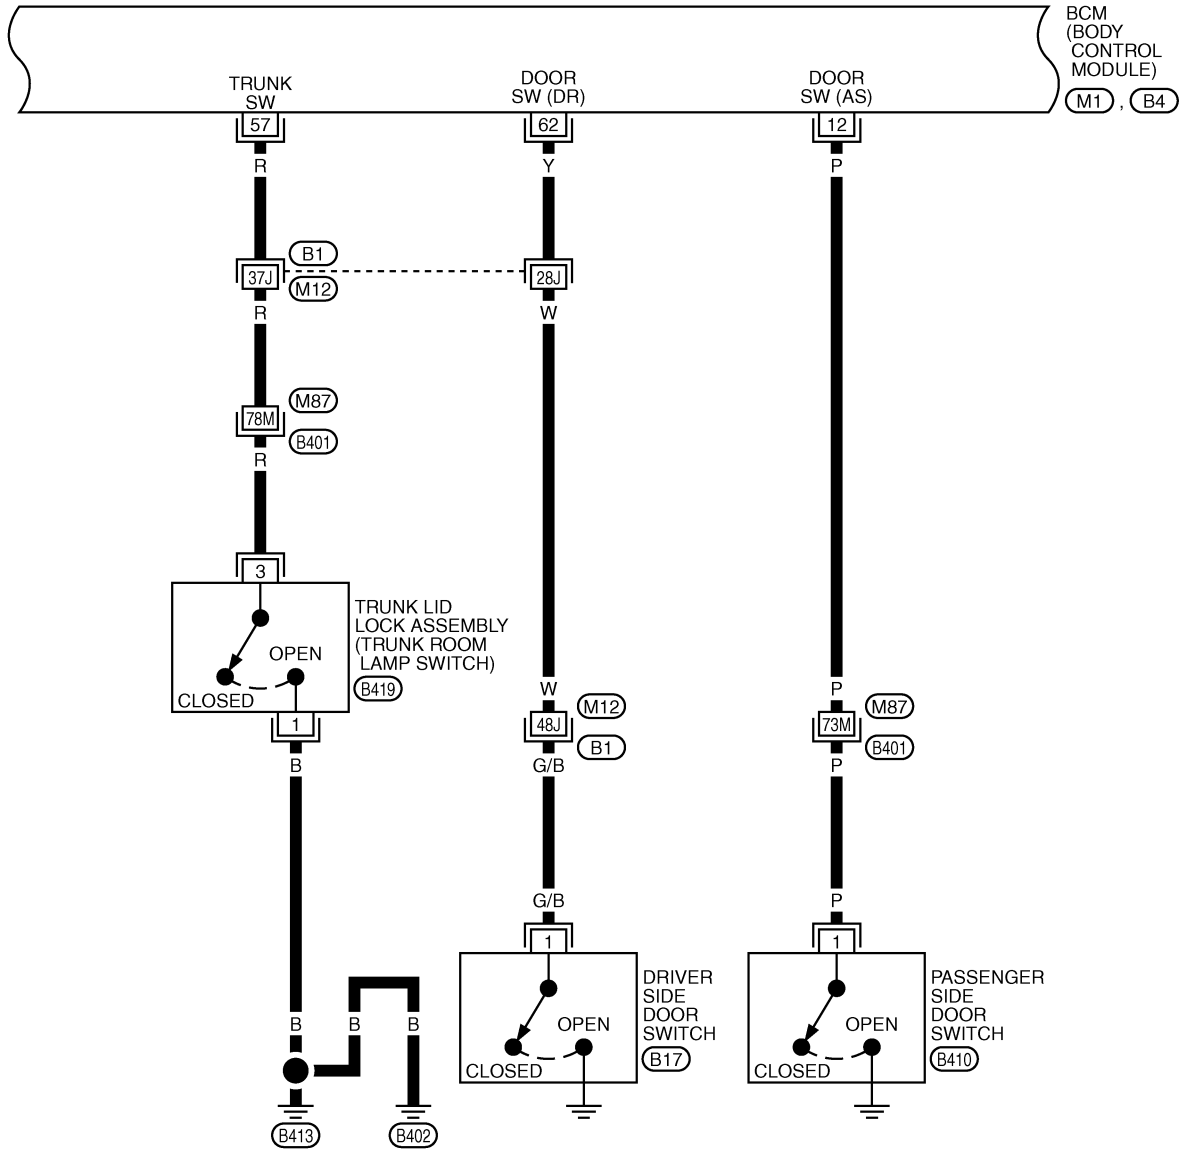 BCM
(BODY
CONTROL
MODULE)
M1 , B4
TRUNK
SW
DOOR
SW (DR)
DOOR
SW (AS)
57
62
12
R
Y
P
B1
37J
M12
28J
R
W
M87
78M
B401
R
3
TRUNK LID
LOCK ASSEMBLY
(TRUNK ROOM
LAMP SWITCH)
B419
OPEN
CLOSED
1
B
W
P
M12
48J
B1
M87
73M
B401
G/B
P
G/B
P
1
1
DRIVER
SIDE
DOOR
SWITCH
B17
OPEN
CLOSED
PASSENGER
SIDE
DOOR
SWITCH
B410
OPEN
CLOSED
B
B
B
B413
B402